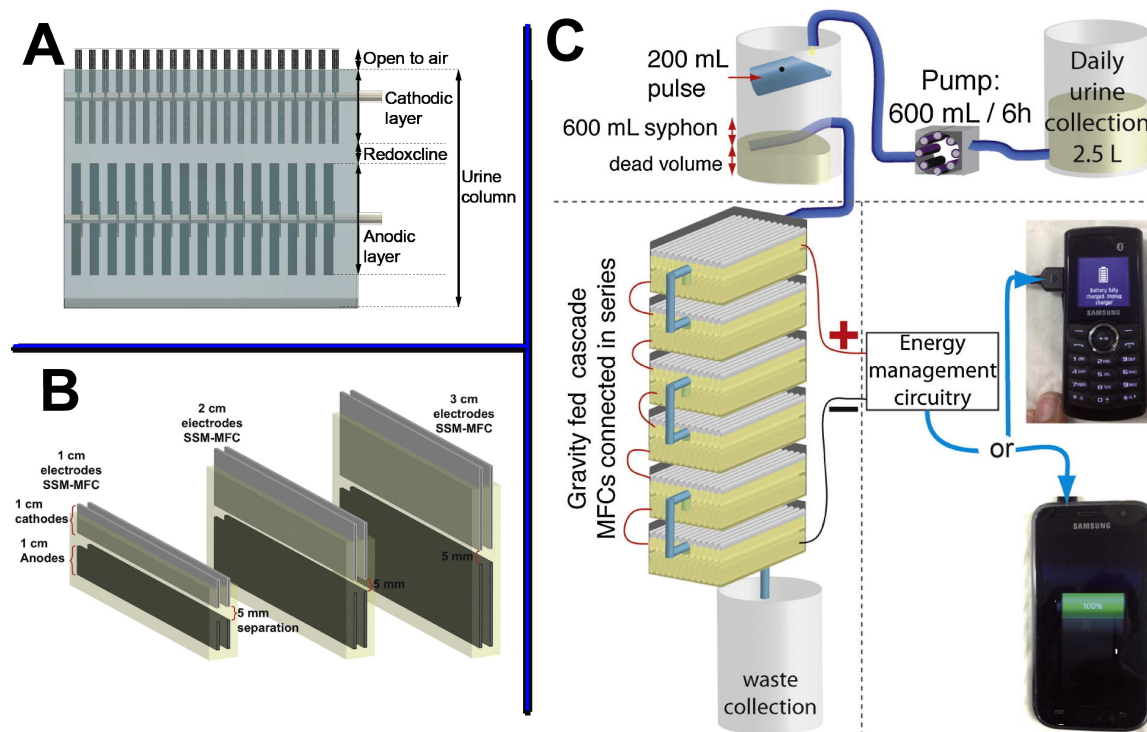 A
Open to air
Cathodic
layer
Redoxcline
Urine
column
Anodic
layer
B
1 cm
electrodes
SSM-MFC
2 cm
electrodes
SSM-MFC
3 cm
electrodes
SSM-MFC
1 cm
cathodes
1 cm
Anodes
5 mm
5 mm
5 mm
separation
C
200 mL
pulse
600 mL syphon
dead volume
Pump:
600 mL / 6h
Daily
urine
collection
2.5 L
Gravity fed cascade
MFCs connected in series
+
−
Energy
management
circuitry
or
waste
collection
Battery fully
charged. Unplug
charger
SAMSUNG
SAMSUNG
100%